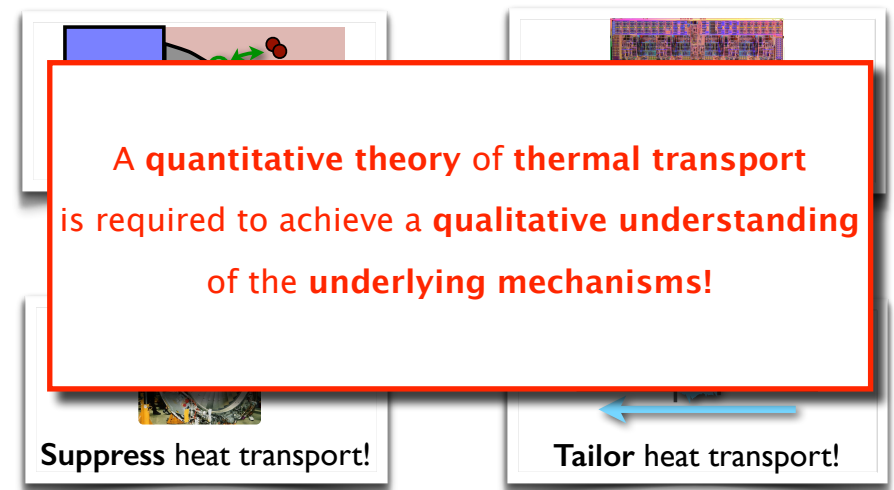 A quantitative theory of thermal transport
is required to achieve a qualitative understanding
of the underlying mechanisms!
Suppress heat transport!
Tailor heat transport!